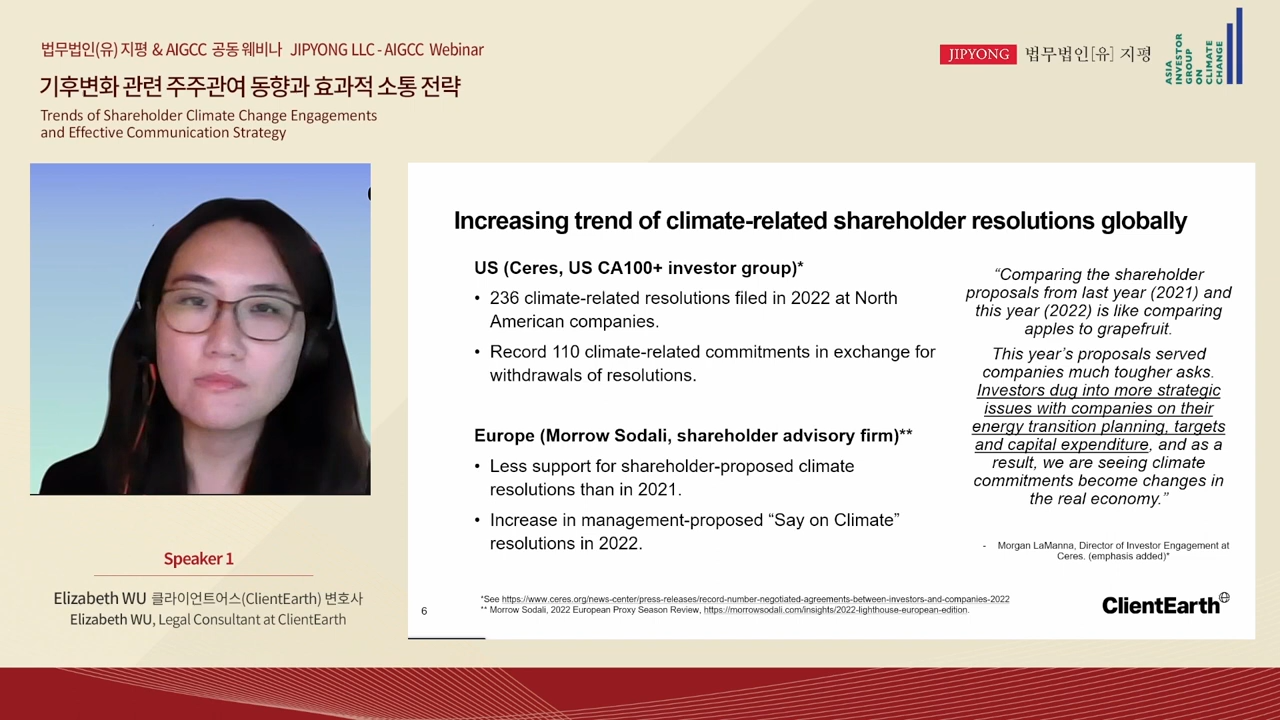 법무법인(유) 지평 & AIGCC 공동 웨비나 JIPYONG LLC - AIGCC Webinar
기후변화 관련 주주관여 동향과 효과적 소통 전략
Trends of Shareholder Climate Change Engagements
and Effective Communication Strategy
JIPYONG 법무법인[유] 지평
ASIA
INVESTOR
GROUP
ON
CLIMATE
CHANGE
Increasing trend of climate-related shareholder resolutions globally
US (Ceres, US CA100+ investor group)*
• 236 climate-related resolutions filed in 2022 at North
American companies.
• Record 110 climate-related commitments in exchange for
withdrawals of resolutions.
Europe (Morrow Sodali, shareholder advisory firm)**
• Less support for shareholder-proposed climate
resolutions than in 2021.
• Increase in management-proposed “Say on Climate”
resolutions in 2022.
“Comparing the shareholder
proposals from last year (2021) and
this year (2022) is like comparing
apples to grapefruit.
This year’s proposals served
companies much tougher asks.
Investors dug into more strategic
issues with companies on their
energy transition planning, targets
and capital expenditure, and as a
result, we are seeing climate
commitments become changes in
the real economy.”
- Morgan LaManna, Director of Investor Engagement at
Ceres. (emphasis added)*
*See https://www.ceres.org/news-center/press-releases/record-number-negotiated-agreements-between-investors-and-companies-2022
** Morrow Sodali, 2022 European Proxy Season Review, https://morrowsodali.com/insights/2022-lighthouse-european-edition.
6
ClientEarth
Speaker 1
Elizabeth WU 클라이언트어스(ClientEarth) 변호사
Elizabeth WU, Legal Consultant at ClientEarth